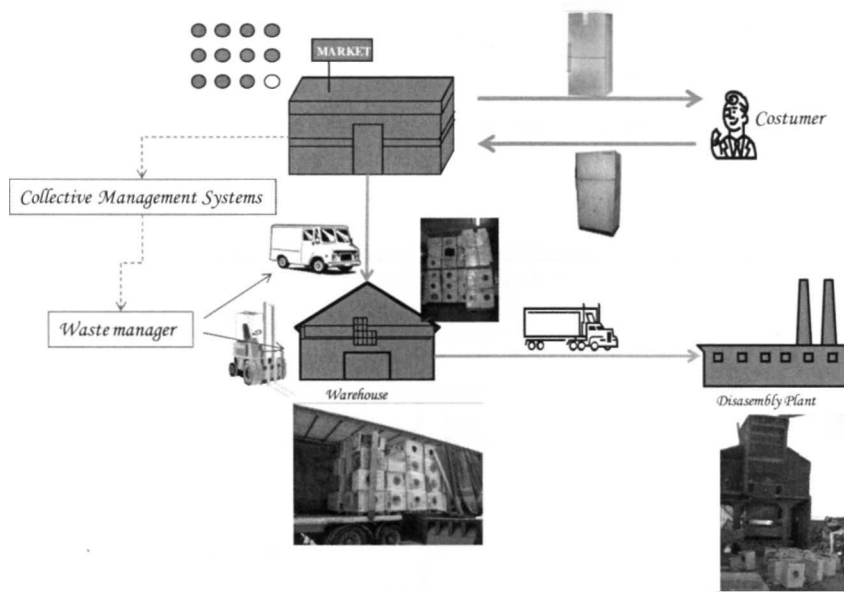 MARKET
Costumer
Collective Management Systems
Waste manager
Warehouse
Disasembly Plant